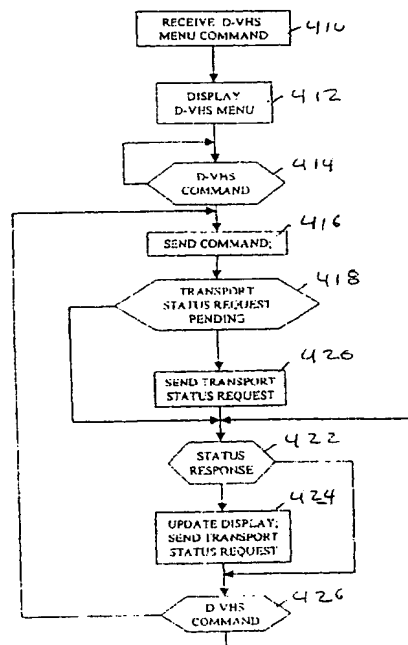 RECEIVE D-VHS
MENU COMMAND
410
DISPLAY
D-VHS MENU
412
D-VHS
COMMAND
414
SEND COMMAND;
416
TRANSPORT
STATUS REQUEST
PENDING
418
SEND TRANSPORT
STATUS REQUEST
420
STATUS
RESPONSE
422
UPDATE DISPLAY;
SEND TRANSPORT
STATUS REQUEST
424
D-VHS
COMMAND
426